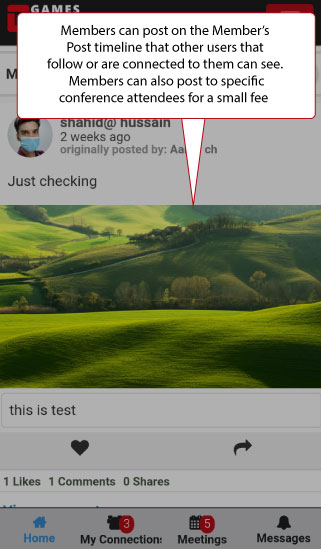 GAMES
Members can post on the Member's
Post timeline that other users that
follow or are connected to them can see.
Members can also post to specific
conference attendees for a small fee
M
shahid@ hussain
2 weeks ago
originally posted by: Aa ch
Just checking
this is test
1 Likes 1 Comments 0 Shares
3
5
Home
My Connections
Meetings
Messages